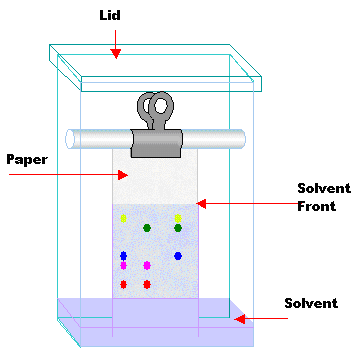 Lid
Paper
Solvent
Front
Solvent